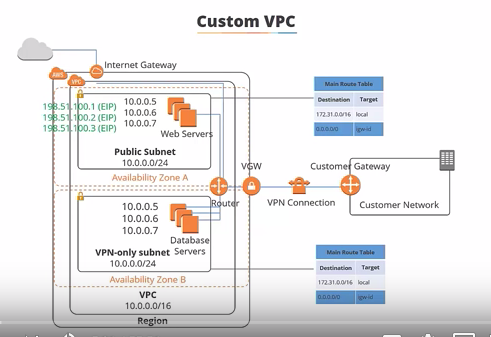 Custom VPC
Internet Gateway
AWS
VPC
198.51.100.1 (EIP)
198.51.100.2 (EIP)
198.51.100.3 (EIP)
10.0.0.5
10.0.0.6
10.0.0.7
Web Servers
Public Subnet
10.0.0.0/24
Availability Zone A
Main Route Table
Destination Target
172.31.0.0/16 local
0.0.0.0/0 gw-id
VGW
Router
VPN Connection
Customer Gateway
Customer Network
10.0.0.5
10.0.0.6
10.0.0.7
Database
Servers
VPN-only subnet
10.0.0.0/24
Availability Zone B
Main Route Table
Destination Target
172.31.0.0/16 local
0.0.0.0/0 gw-id
VPC
10.0.0.0/16
Region